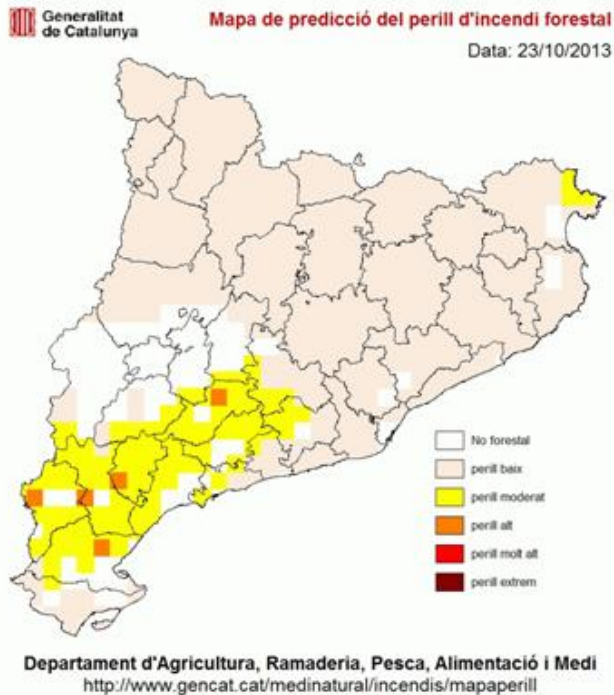 Generalitat
de Catalunya
Mapa de predicció del perill d'incendi forestal
Data: 23/10/2013
No forestal
perill baix
perill moderat
perill alt
perill molt alt
perill extrem
Departament d'Agricultura, Ramaderia, Pesca, Alimentació i Medi
http://www.gencat.cat/medinatural/incendis/mapaperill